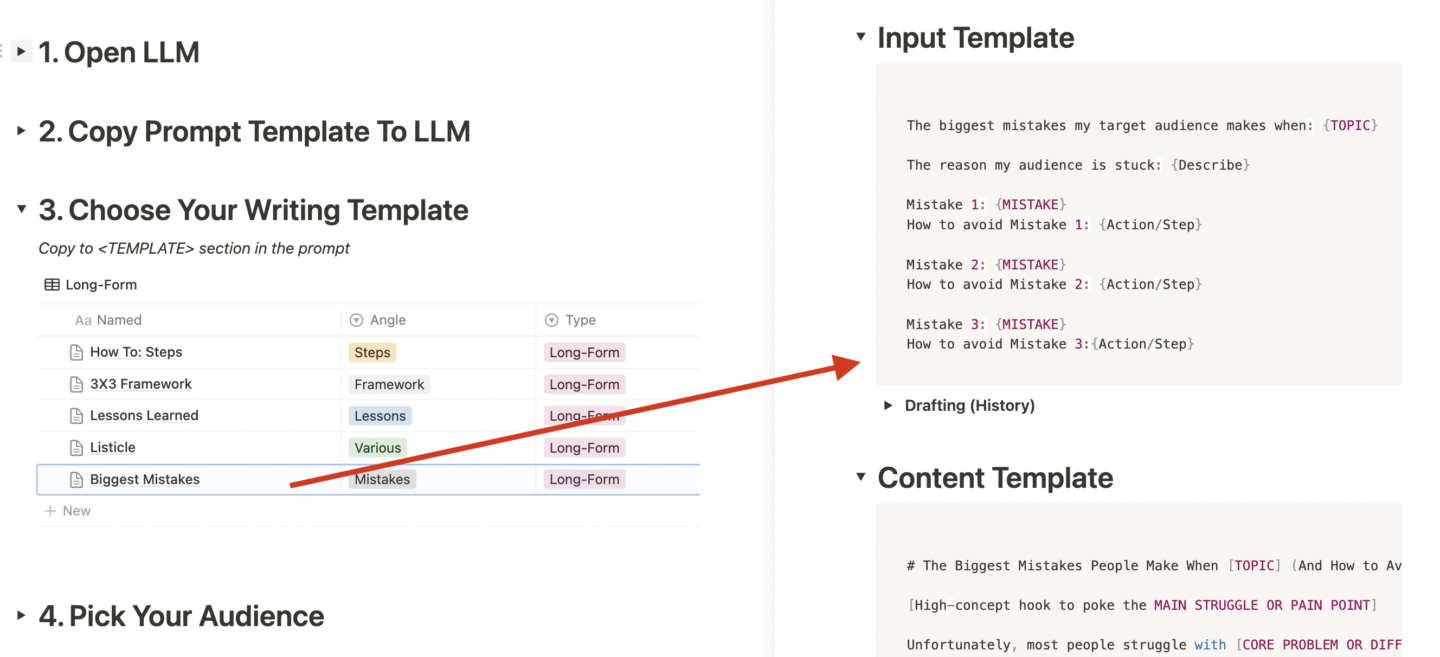 1. Open LLM
2. Copy Prompt Template To LLM
3. Choose Your Writing Template
Copy to <TEMPLATE> section in the prompt
Long-Form
Aa Named Angle Type
How To: Steps Steps Long-Form
3X3 Framework Framework Long-Form
Lessons Learned Lessons Long-Form
Listicle Various Long-Form
Biggest Mistakes Mistakes Long-Form
+ New
4. Pick Your Audience
Input Template
The biggest mistakes my target audience makes when: {TOPIC}
The reason my audience is stuck: {Describe}
Mistake 1: {MISTAKE}
How to avoid Mistake 1: {Action/Step}
Mistake 2: {MISTAKE}
How to avoid Mistake 2: {Action/Step}
Mistake 3: {MISTAKE}
How to avoid Mistake 3:{Action/Step}
Drafting (History)
Content Template
# The Biggest Mistakes People Make When [TOPIC] (And How to Av
[High-concept hook to poke the MAIN STRUGGLE OR PAIN POINT]
Unfortunately, most people struggle with [CORE PROBLEM OR DIFF